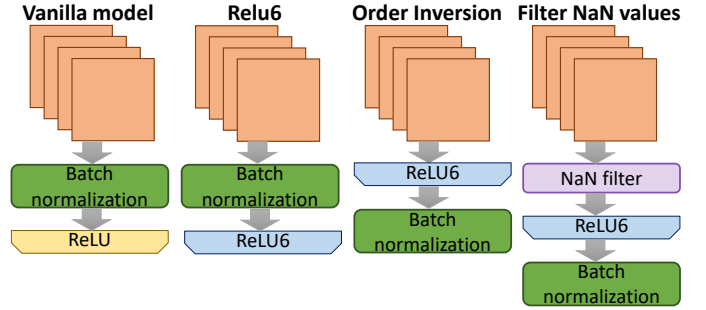 Vanilla model
Relu6
Order Inversion
Filter NaN values
Batch
normalization
ReLU
Batch
normalization
ReLU6
ReLU6
Batch
normalization
NaN filter
ReLU6
Batch
normalization